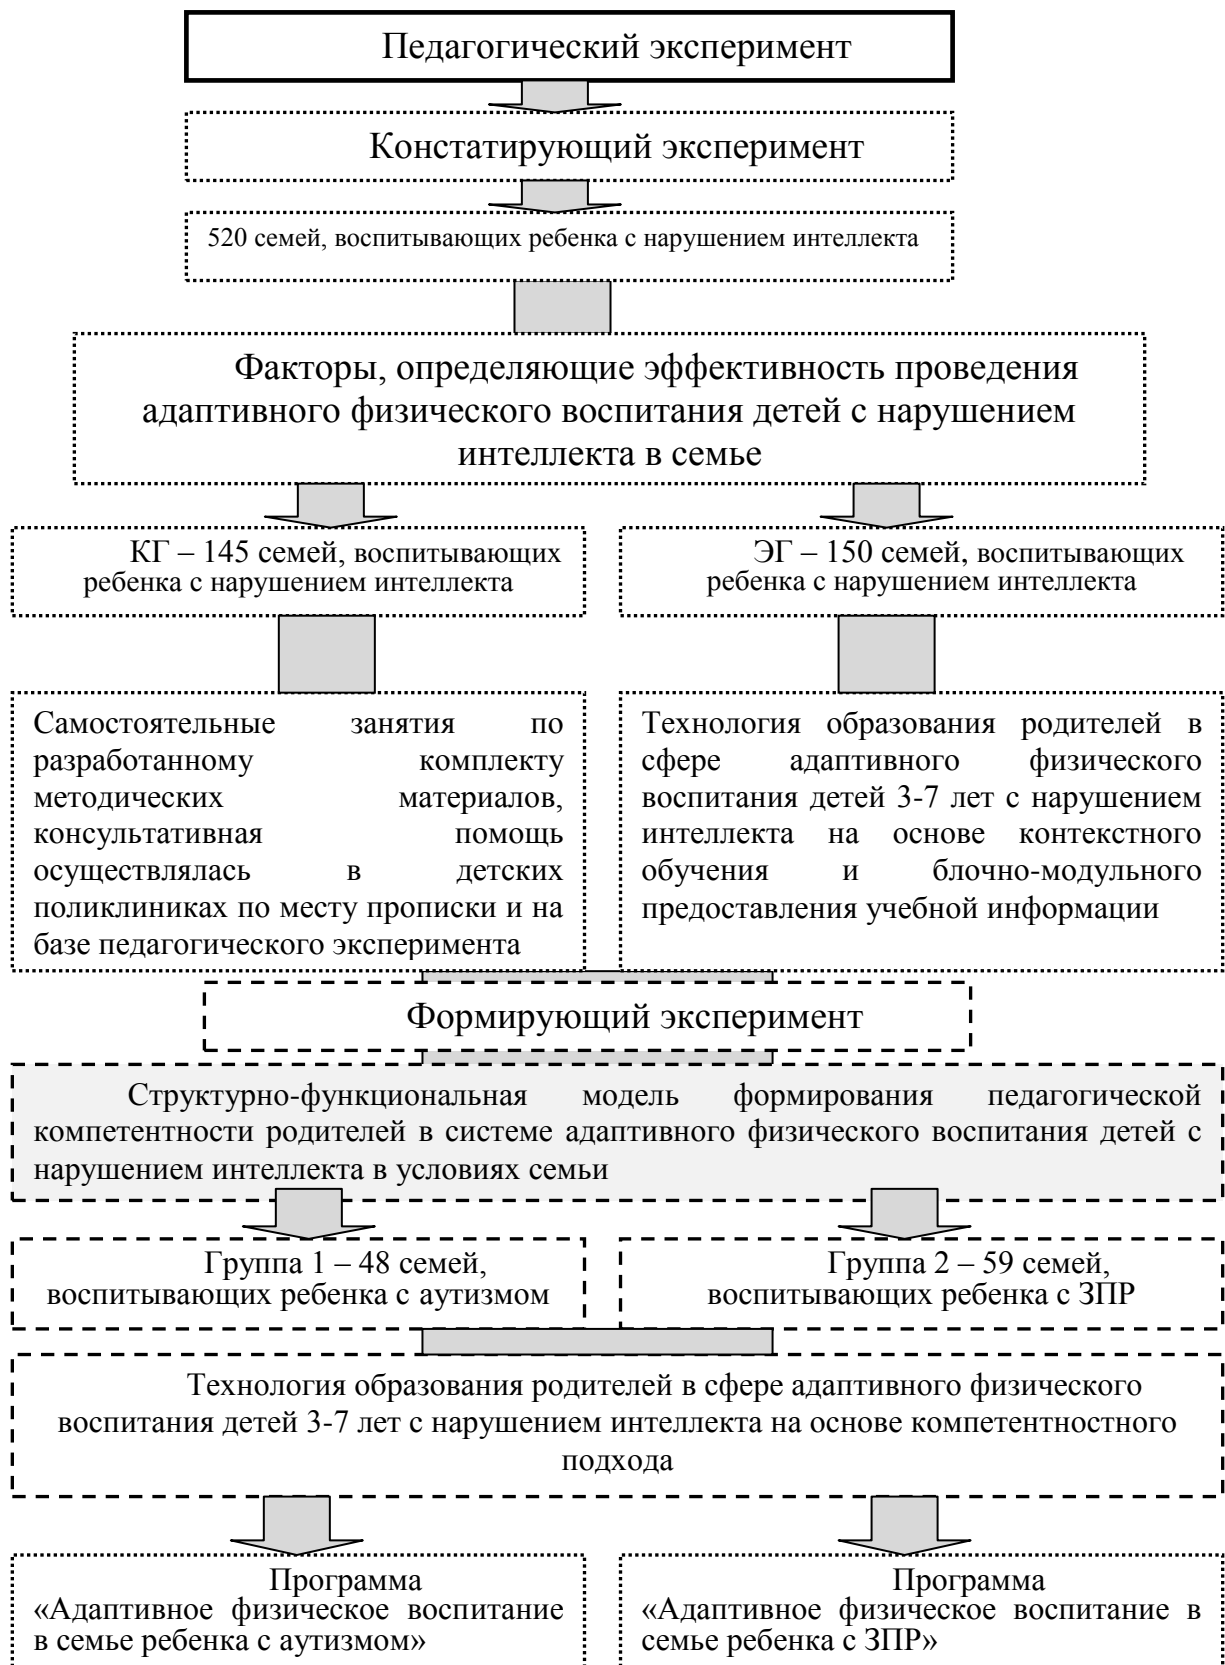 Педагогический эксперимент
Констатирующий эксперимент
520 семей, воспитывающих ребенка с нарушением интеллекта
Факторы, определяющие эффективность проведения
адаптивного физического воспитания детей с нарушением
интеллекта в семье
КГ – 145 семей, воспитывающих
ребенка с нарушением интеллекта
ЭГ – 150 семей, воспитывающих
ребенка с нарушением интеллекта
Самостоятельные занятия по
разработанному комплекту
методических материалов,
консультативная помощь
осуществлялась в детских
поликлиниках по месту прописки и на
базе педагогического эксперимента
Технология образования родителей в
сфере адаптивного физического
воспитания детей 3-7 лет с нарушением
интеллекта на основе контекстного
обучения и блочно-модульного
предоставления учебной информации
Формирующий эксперимент
Структурно-функциональная модель формирования педагогической
компетентности родителей в системе адаптивного физического воспитания детей с
нарушением интеллекта в условиях семьи
Группа 1 – 48 семей,
воспитывающих ребенка с аутизмом
Группа 2 – 59 семей,
воспитывающих ребенка с ЗПР
Технология образования родителей в сфере адаптивного физического
воспитания детей 3-7 лет с нарушением интеллекта на основе компетентностного
подхода
Программа
«Адаптивное физическое воспитание
в семье ребенка с аутизмом»
Программа
«Адаптивное физическое воспитание в
семье ребенка с ЗПР»